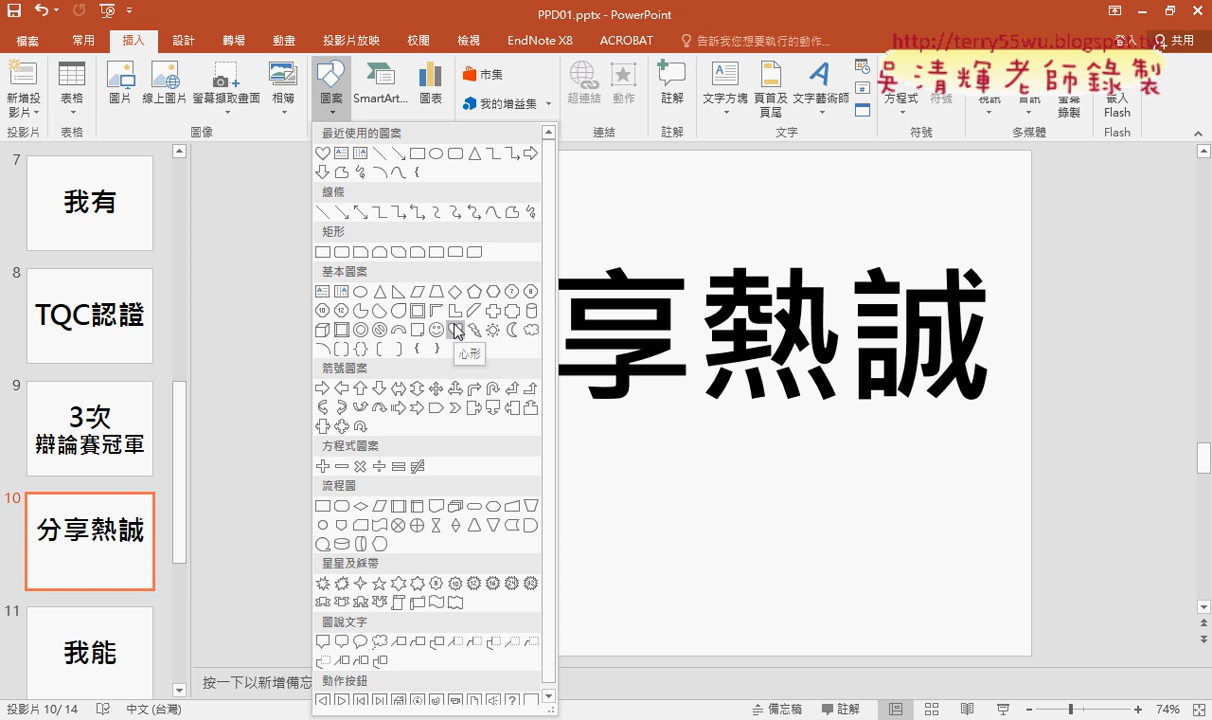 PPD01.pptx - PowerPoint
檔案
常用
插入
設計
轉場
動畫
投影片放映
校閱
檢視
EndNote X8
ACROBAT
告訴我您想要執行的動作...
登入
共用
http://terry55wu.blogspot.tw
吳清輝老師錄製
新增投影片
表格
圖片
線上圖片
螢幕擷取畫面
相簿
圖案
SmartArt...
圖表
市集
我的增益集
超連結
動作
註解
文字方塊
頁首及頁尾
文字藝術師
方程式
符號
視訊
音訊
螢幕錄製
嵌入Flash
投影片
表格
圖像
連結
註解
文字
符號
多媒體
Flash
最近使用的圖案
線條
矩形
基本圖案
心形
箭號圖案
方程式圖案
流程圖
星星及綵帶
圖說文字
動作按鈕
7
我有
8
TQC認證
9
3次
辯論賽冠軍
10
分享熱誠
11
我能
享熱誠
按一下以新增備忘
投影片 10/ 14
中文 (台灣)
備忘稿
註解
74%